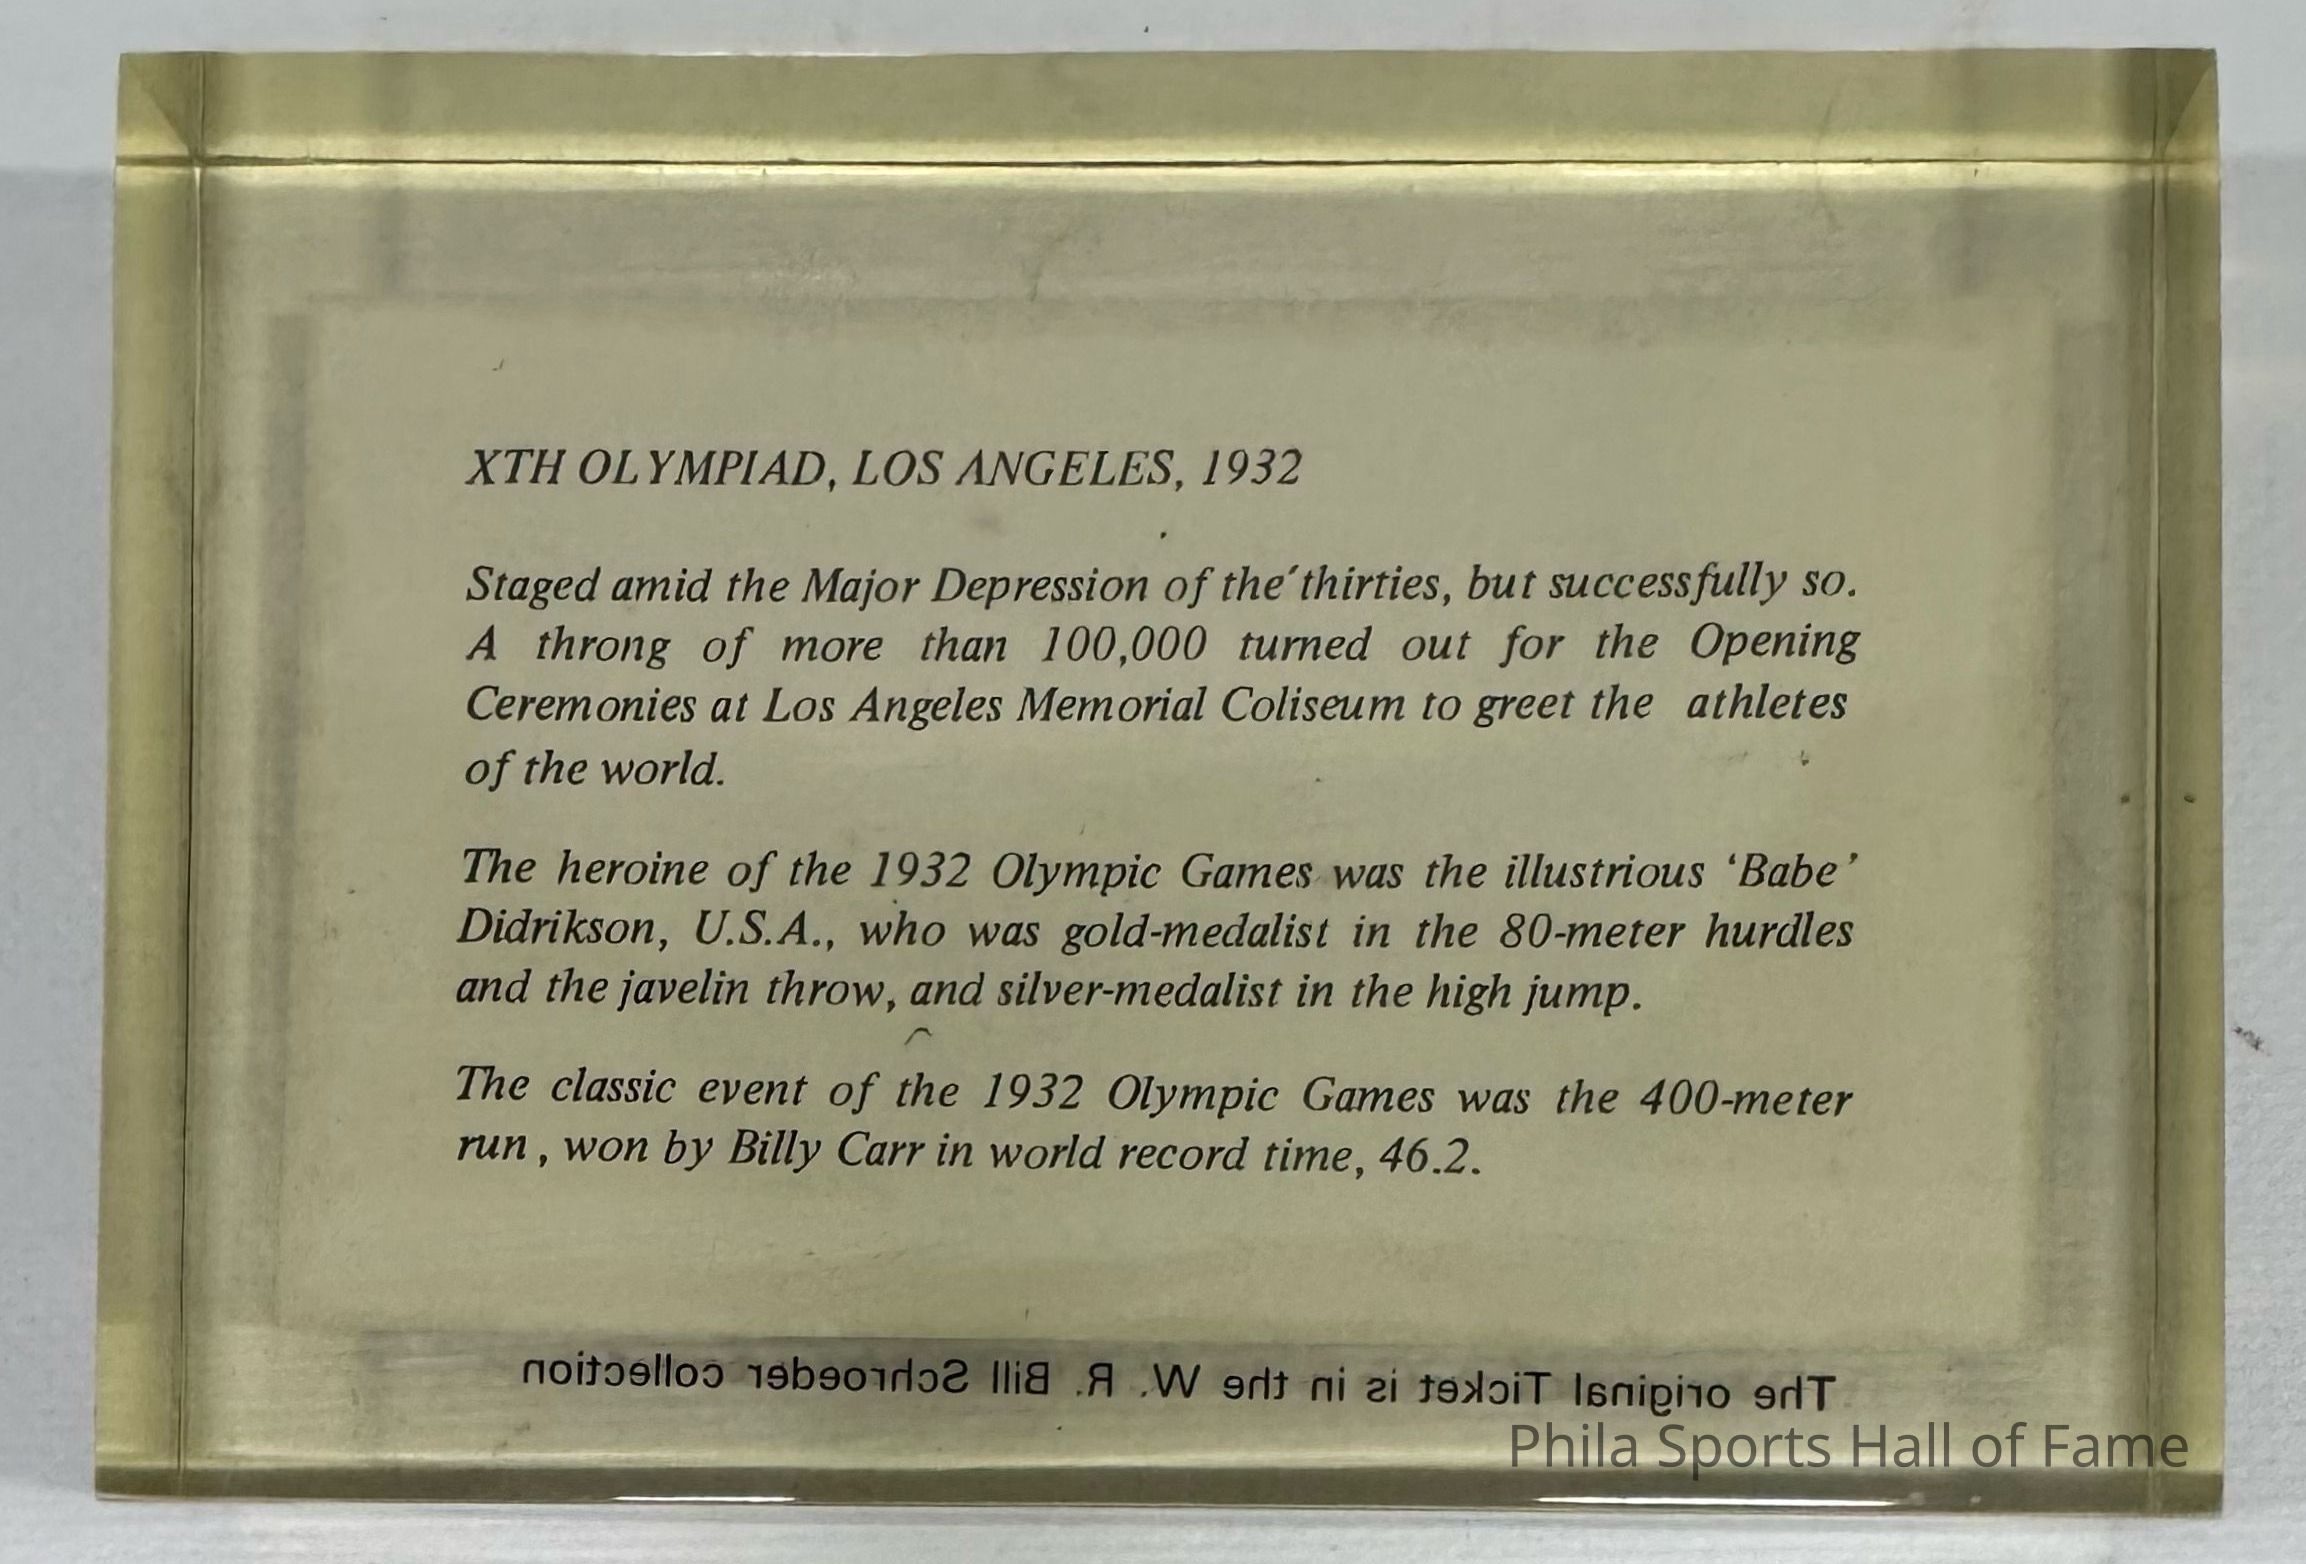 XTH OLYMPIAD, LOS ANGELES, 1932
Staged amid the Major Depression of the ´thirties, but successfully so.
A throng of more than 100,000 turned out for the Opening
Ceremonies at Los Angeles Memorial Coliseum to greet the athletes
of the world.
The heroine of the 1932 Olympic Games was the illustrious ‘Babe’
Didrikson, U.S.A., who was gold-medalist in the 80-meter hurdles
and the javelin throw, and silver-medalist in the high jump.
The classic event of the 1932 Olympic Games was the 400-meter
run, won by Billy Carr in world record time, 46.2.
The original Ticket is in the W. R. Bill Schroeder collection
Phila Sports Hall of Fame